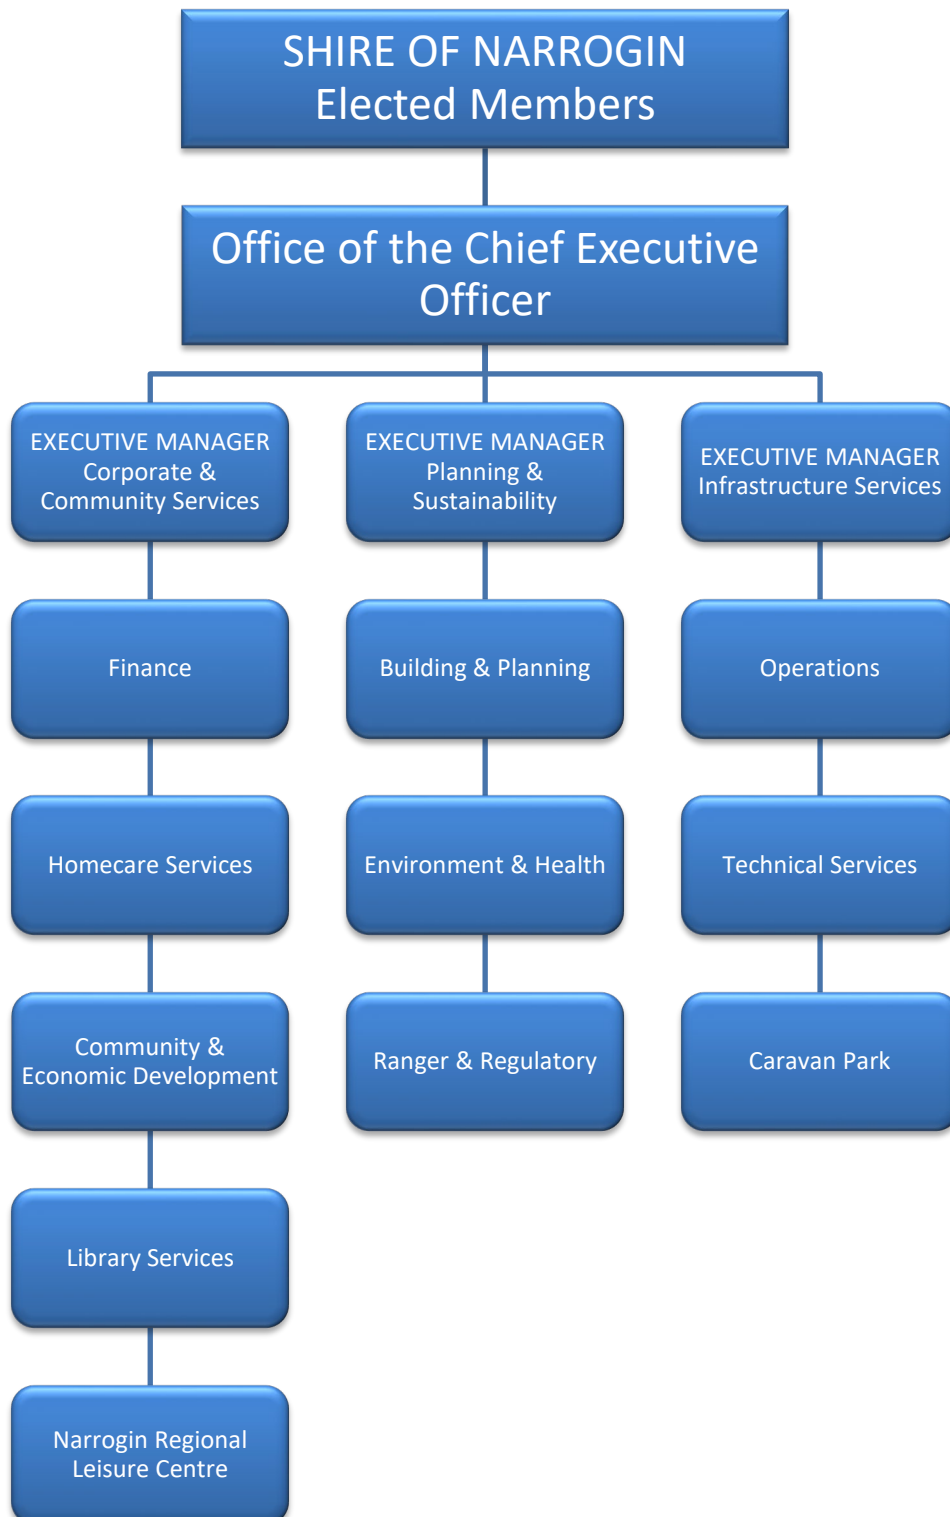 SHIRE OF NARROGIN
Elected Members
Office of the Chief Executive
Officer
EXECUTIVE MANAGER
Corporate &
Community Services
EXECUTIVE MANAGER
Planning &
Sustainability
EXECUTIVE MANAGER
Infrastructure Services
Finance
Building & Planning
Operations
Homecare Services
Environment & Health
Technical Services
Community &
Economic Development
Ranger & Regulatory
Caravan Park
Library Services
Narrogin Regional
Leisure Centre